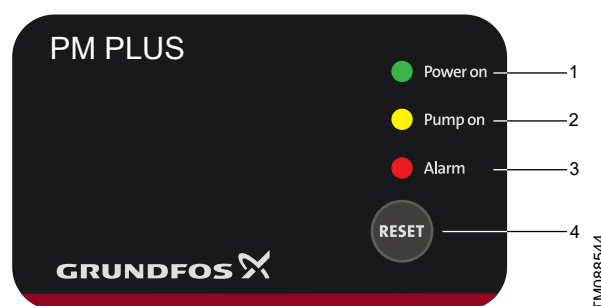 PM PLUS
Power on 1
Pump on 2
Alarm 3
RESET 4
GRUNDFOS
TM088544